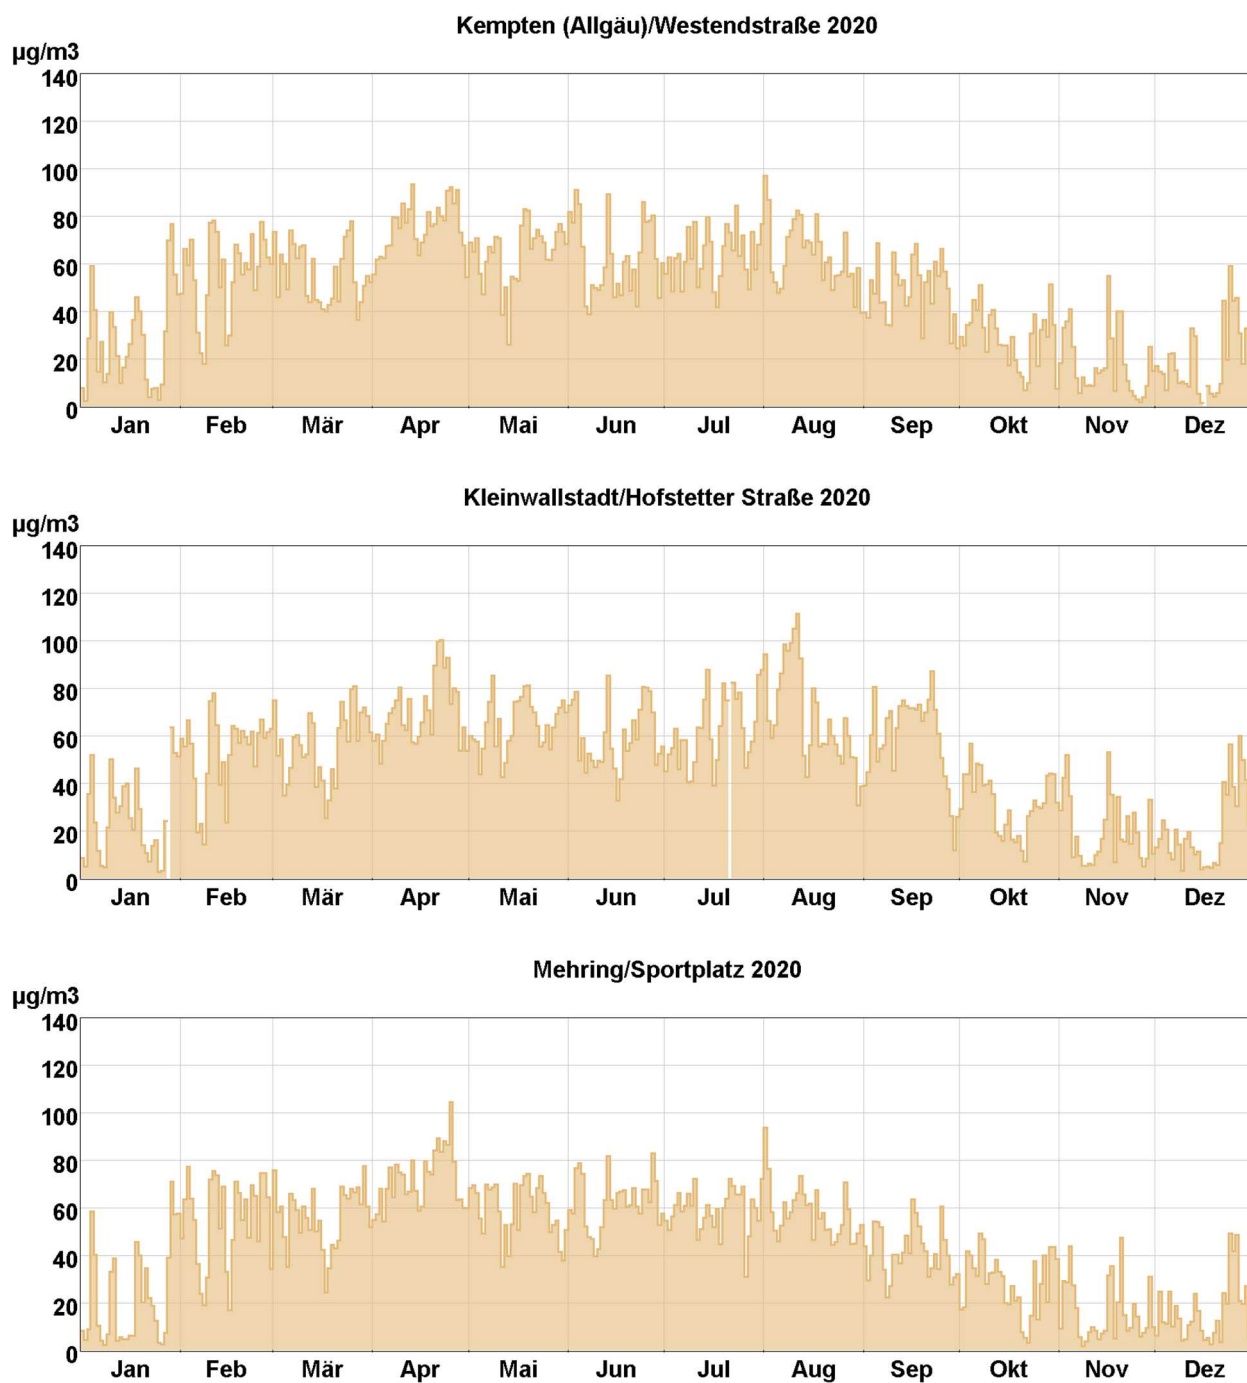 Kempten (Allgäu)/Westendstraße 2020
µg/m3
140
120
100
80
60
40
20
0
Jan Feb Mär Apr Mai Jun Jul Aug Sep Okt Nov Dez
Kleinwallstadt/Hofstetter Straße 2020
µg/m3
140
120
100
80
60
40
20
0
Jan Feb Mär Apr Mai Jun Jul Aug Sep Okt Nov Dez
Mehring/Sportplatz 2020
µg/m3
140
120
100
80
60
40
20
0
Jan Feb Mär Apr Mai Jun Jul Aug Sep Okt Nov Dez